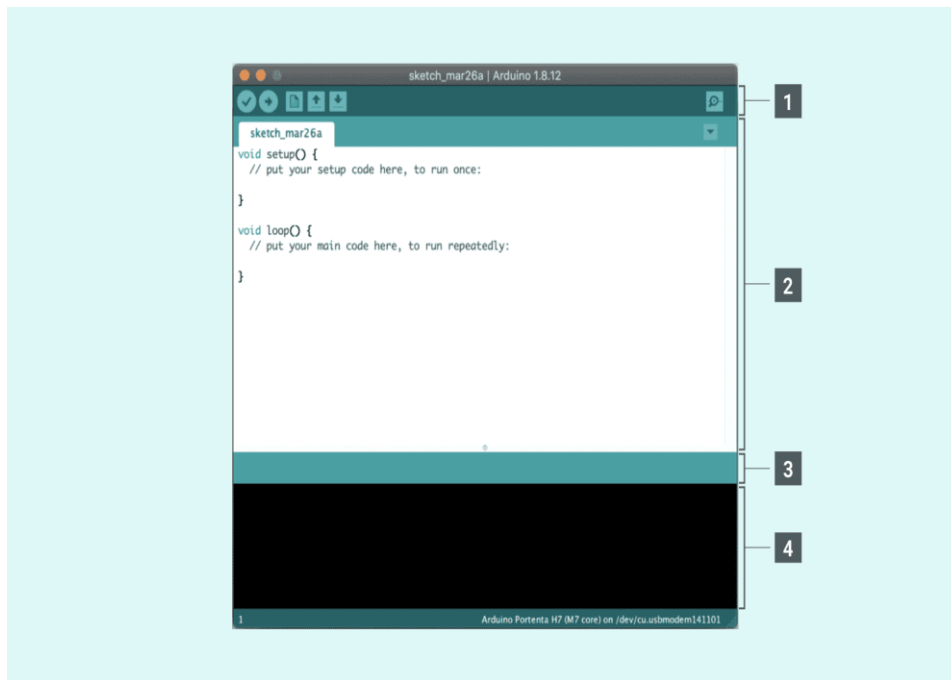 sketch_mar26a | Arduino 1.8.12
1
sketch_mar26a
void setup() {
// put your setup code here, to run once:
}
void loop() {
// put your main code here, to run repeatedly:
}
2
3
4
1
Arduino Portenta H7 (M7 core) on /dev/cu.usbmodem141101